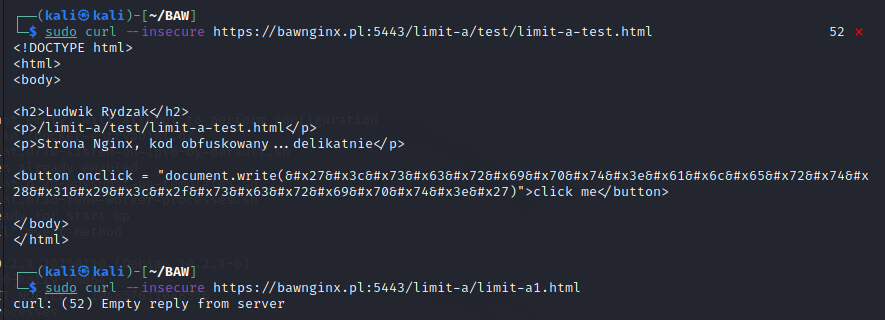 ┌──(kali㉿kali)-[~/BAW]
└─$ sudo curl --insecure https://bawnginx.pl:5443/limit-a/test/limit-a-test.html 52 ⨯
<!DOCTYPE html>
<html>
<body>
<h2>Ludwik Rydzak</h2>
<p>/limit-a/test/limit-a-test.html</p>
<p>Strona Nginx, kod obfuskowany...delikatnie</p>
<button onclick = "document.write(&#x27&#x3c&#x73&#x63&#x72&#x69&#x70&#x74&#x3e&#x61&#x6c&#x65&#x72&#x74&#x
28&#x31&#x29&#x3c&#x2f&#x73&#x63&#x72&#x69&#x70&#x74&#x3e&#x27)">click me</button>
</body>
</html>
┌──(kali㉿kali)-[~/BAW]
└─$ sudo curl --insecure https://bawnginx.pl:5443/limit-a/limit-a1.html
curl: (52) Empty reply from server